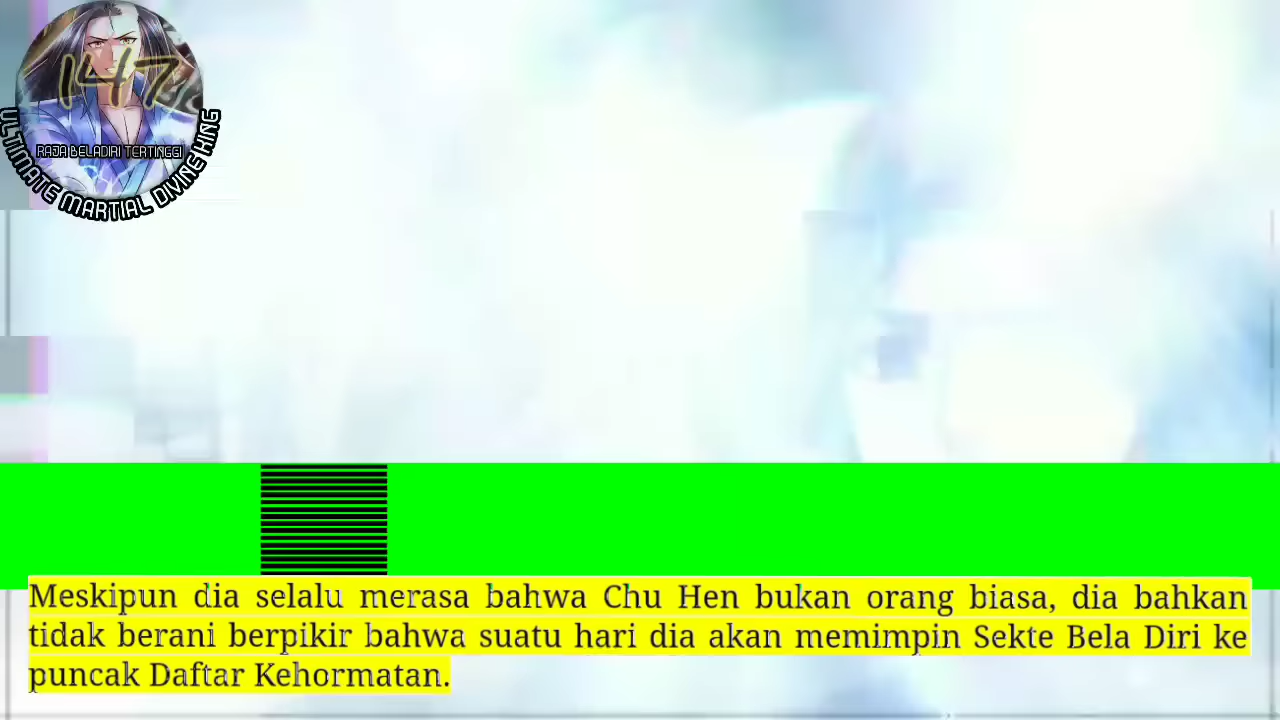 147
RAJA BELADIRI TERTINGGI
ULTIMATE MARTIAL DIVINE KING
Meskipun dia selalu merasa bahwa Chu Hen bukan orang biasa, dia bahkan
tidak berani berpikir bahwa suatu hari dia akan memimpin Sekte Bela Diri ke
puncak Daftar Kehormatan.